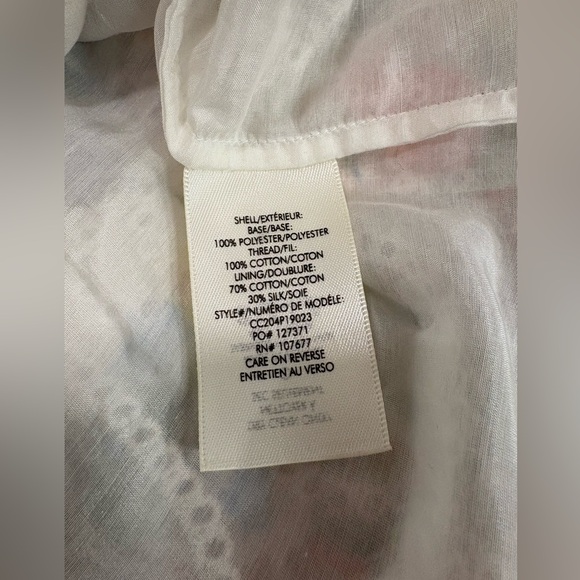 SHELL/EXTÉRIEUR:
BASE/BASE:
100% POLYESTER/POLYESTER
THREAD/FIL:
100% COTTON/COTON
LINING/DOUBLURE:
70% COTTON/COTON
30% SILK/SOIE
STYLE#/NUMÉRO DE MODÈLE:
CC204P19023
PO# 127371
RN# 107677
CARE ON REVERSE
ENTRETIEN AU VERSO